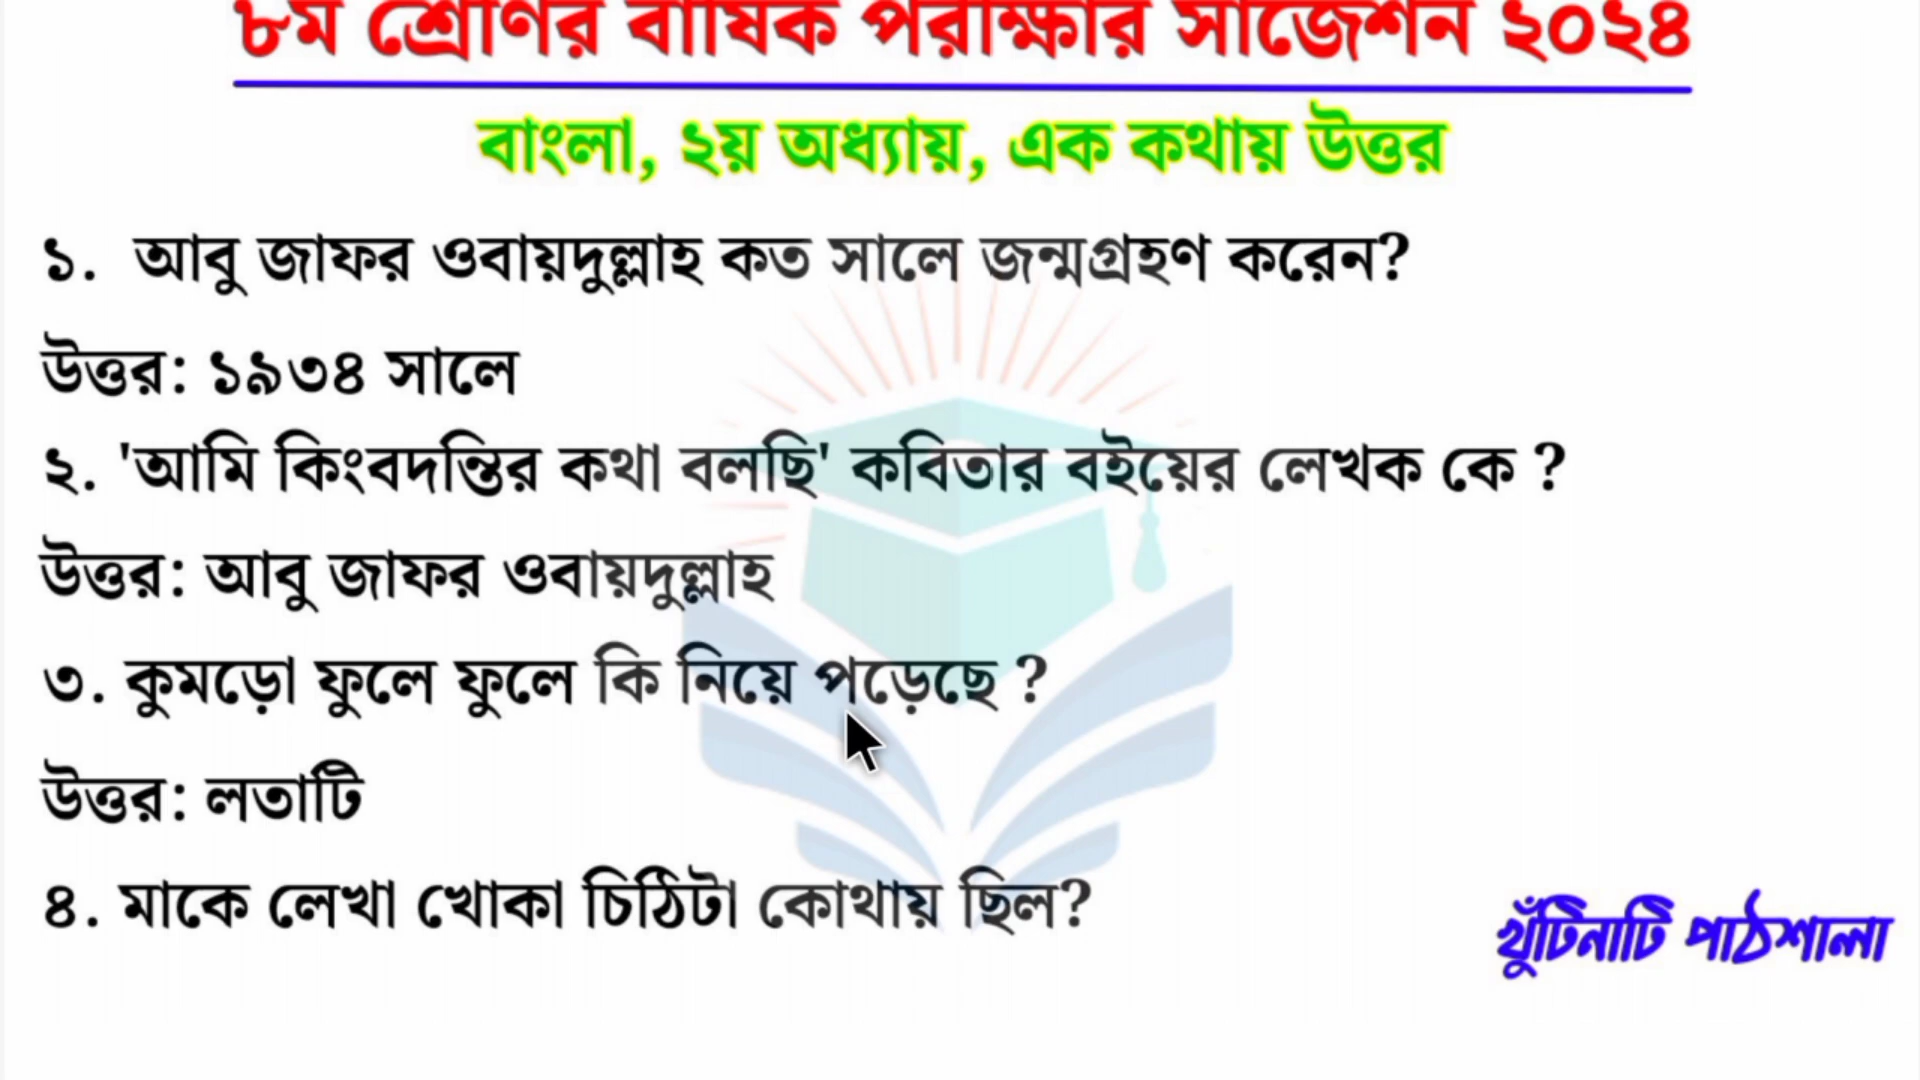 ৮ম শ্রেণির বার্ষিক পরীক্ষার সাজেশন ২০২৪
বাংলা, ২য় অধ্যায়, এক কথায় উত্তর
১. আবু জাফর ওবায়দুল্লাহ কত সালে জন্মগ্রহণ করেন?
উত্তর: ১৯৩৪ সালে
২. 'আমি কিংবদন্তির কথা বলছি' কবিতার বইয়ের লেখক কে ?
উত্তর: আবু জাফর ওবায়দুল্লাহ
৩. কুমড়ো ফুলে ফুলে কি নিয়ে পড়েছে ?
উত্তর: লতাটি
৪. মাকে লেখা খোকা চিঠিটা কোথায় ছিল?
খুঁটিনাটি পাঠশালা